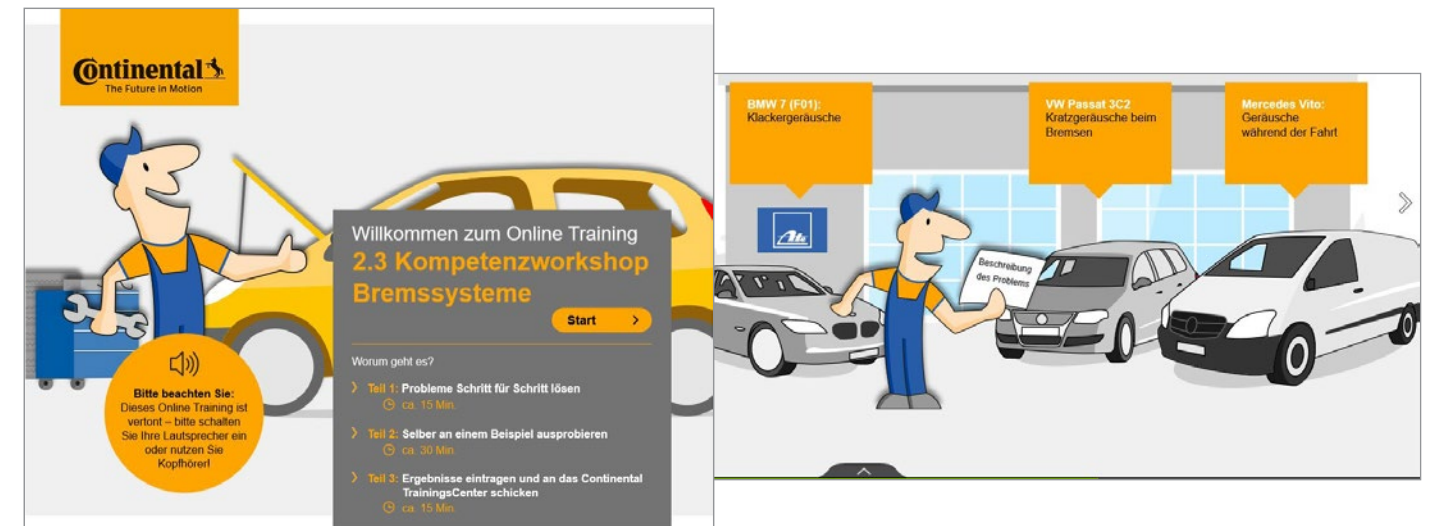 Continental
The Future in Motion
Willkommen zum Online Training
2.3 Kompetenzworkshop
Bremssysteme
Start
Worum geht es?
Teil 1: Probleme Schritt für Schritt lösen
ca. 15 Min.
Teil 2: Selber an einem Beispiel ausprobieren
ca. 30 Min.
Teil 3: Ergebnisse eintragen und an das Continental
TrainingsCenter schicken
ca. 15 Min.
Bitte beachten Sie:
Dieses Online Training ist
vertont – bitte schalten
Sie Ihre Lautsprecher ein
oder nutzen Sie
Kopfhörer!
BMW 7 (F01):
Klackergeräusche
VW Passat 3C2
Kratzgeräusche beim
Bremsen
Mercedes Vito:
Geräusche
während der Fahrt
Ate
Beschreibung
des Problems